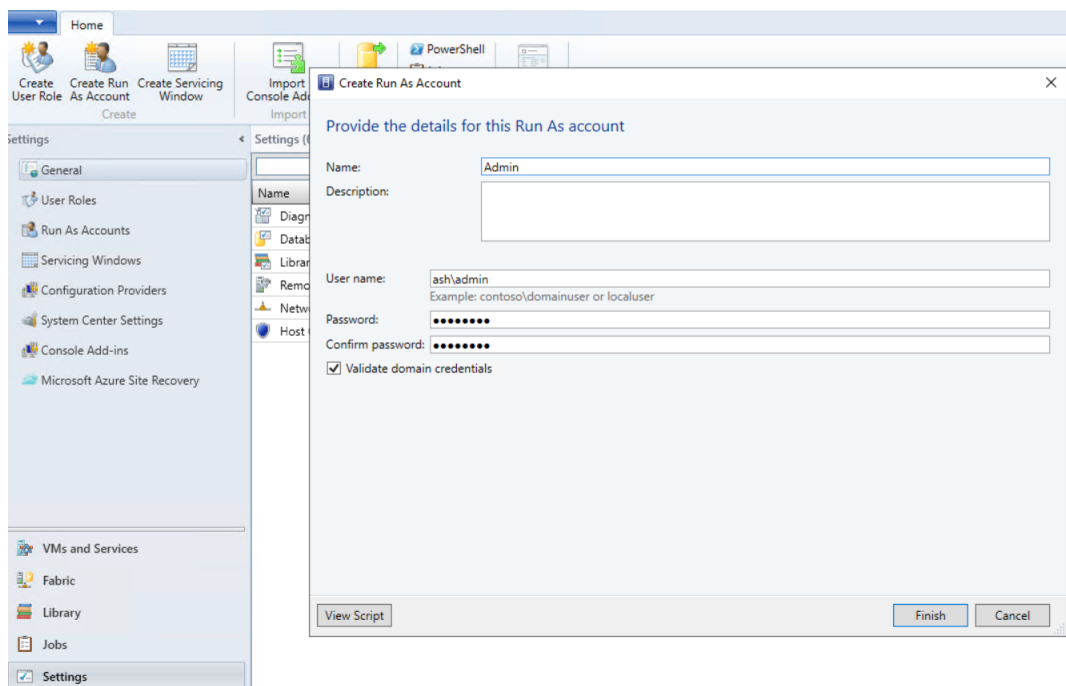 Home
PowerShell
Create User Role
Create Run As Account
Create Servicing Window
Import
Console Add
Create
Import
Create Run As Account
Provide the details for this Run As account
Name:
Admin
Description:
User name:
ash\admin
Example: contoso\domainuser or localuser
Password:
●●●●●●●●
Confirm password:
●●●●●●●●
Validate domain credentials
View Script
Finish
Cancel
Settings
General
User Roles
Run As Accounts
Servicing Windows
Configuration Providers
System Center Settings
Console Add-ins
Microsoft Azure Site Recovery
VMs and Services
Fabric
Library
Jobs
Settings
Settings (
Name
Diagn
Datab
Librar
Remo
Netw
Host